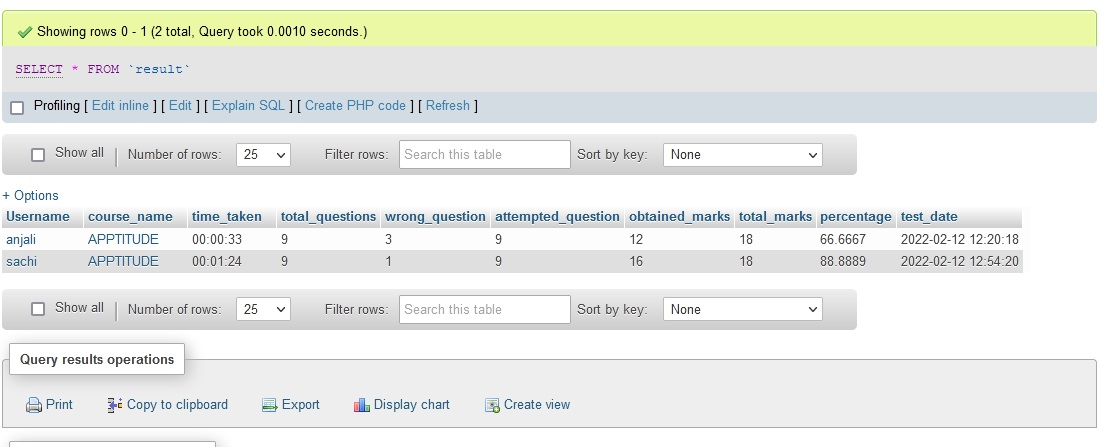 Showing rows 0 - 1 (2 total, Query took 0.0010 seconds.)
SELECT * FROM `result`
Profiling [ Edit inline ] [ Edit ] [ Explain SQL ] [ Create PHP code ] [ Refresh ]
Show all Number of rows: 25 Filter rows: Search this table Sort by key: None
+ Options
Username course_name time_taken total_questions wrong_question attempted_question obtained_marks total_marks percentage test_date
anjali APPTITUDE 00:00:33 9 3 9 12 18 66.6667 2022-02-12 12:20:18
sachi APPTITUDE 00:01:24 9 1 9 16 18 88.8889 2022-02-12 12:54:20
Show all Number of rows: 25 Filter rows: Search this table Sort by key: None
Query results operations
Print Copy to clipboard Export Display chart Create view